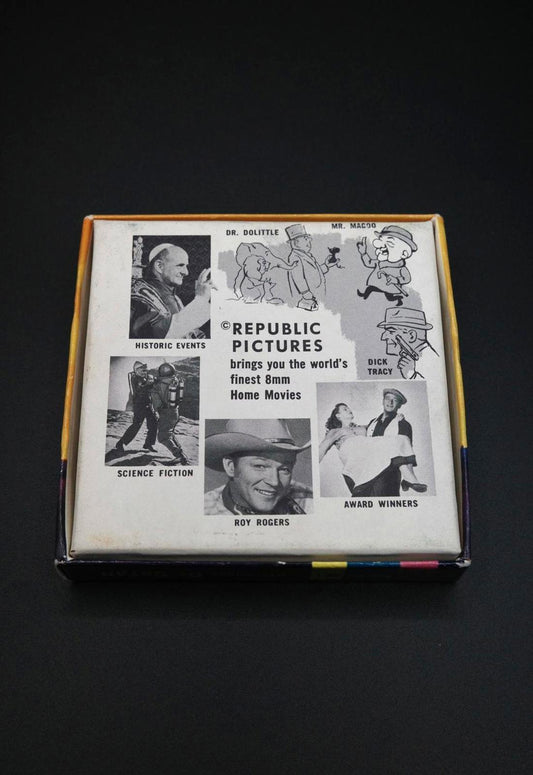 DR. DOLITTLE
MR. MAGOO
HISTORIC EVENTS
© REPUBLIC
PICTURES
brings you the world's
finest 8mm
Home Movies
DICK
TRACY
SCIENCE FICTION
ROY ROGERS
AWARD WINNERS